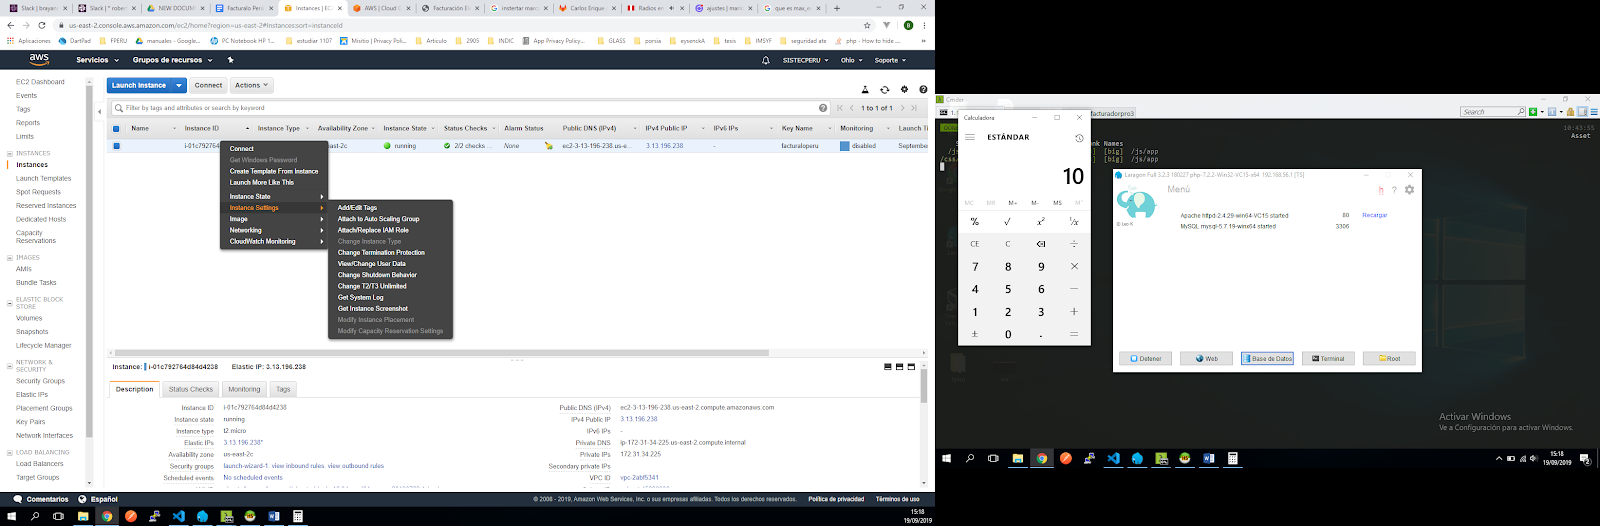 Slack | brayan
Slack | * rober
NEW DOCUM
Facturalo Per
Instances | EC
AWS | Cloud C
Facturación El
instertar marc
Carlos Enrique
Radios en
ajustes | mari
que es max_e
us-east-2.console.aws.amazon.com/ec2/home?region=us-east-2#Instances:sort=instanceId
Aplicaciones
DartPad
FPERU
manuales - Google...
PC Notebook HP 1...
estudiar 1107
Misitio | Privacy Po...
Articulo
2905
INDIC
App Privacy Policy...
GLASS
porsia
eysenckA
tesis
IMSYF
seguridad ate
php - How to hide ...
aws
Servicios
Grupos de recursos
SISTECPERU
Ohio
Soporte
EC2 Dashboard
Events
Tags
Reports
Limits
INSTANCES
Instances
Launch Templates
Spot Requests
Reserved Instances
Dedicated Hosts
Capacity
Reservations
IMAGES
AMIs
Bundle Tasks
ELASTIC BLOCK
STORE
Volumes
Snapshots
Lifecycle Manager
NETWORK &
SECURITY
Security Groups
Elastic IPs
Placement Groups
Key Pairs
Network Interfaces
LOAD BALANCING
Load Balancers
Target Groups
Launch Instance
Connect
Actions
Filter by tags and attributes or search by keyword
1 to 1 of 1
Name
Instance ID
Instance Type
Availability Zone
Instance State
Status Checks
Alarm Status
Public DNS (IPv4)
IPv4 Public IP
IPv6 IPs
Key Name
Monitoring
Launch Ti
i-01c792764
ast-2c
running
2/2 checks ...
None
ec2-3-13-196-238.us-e...
3.13.196.238
-
facturaloperu
disabled
September
Connect
Get Windows Password
Create Template From Instance
Launch More Like This
Instance State
Instance Settings
Image
Networking
CloudWatch Monitoring
Add/Edit Tags
Attach to Auto Scaling Group
Attach/Replace IAM Role
Change Instance Type
Change Termination Protection
View/Change User Data
Change Shutdown Behavior
Change T2/T3 Unlimited
Get System Log
Get Instance Screenshot
Modify Instance Placement
Modify Capacity Reservation Settings
Instance: i-01c792764d84d4238 Elastic IP: 3.13.196.238
Description
Status Checks
Monitoring
Tags
Instance ID i-01c792764d84d4238
Instance state running
Instance type t2.micro
Elastic IPs 3.13.196.238*
Availability zone us-east-2c
Security groups launch-wizard-1. view inbound rules. view outbound rules
Scheduled events No scheduled events
Public DNS (IPv4) ec2-3-13-196-238.us-east-2.compute.amazonaws.com
IPv4 Public IP 3.13.196.238
IPv6 IPs -
Private DNS ip-172-31-34-225.us-east-2.compute.internal
Private IPs 172.31.34.225
Secondary private IPs
VPC ID vpc-2abf5341
Comentarios
Español
© 2008 - 2019, Amazon Web Services, Inc. o sus empresas afiliadas. Todos los derechos reservados.
Política de privacidad
Términos de uso
15:18
19/09/2019
Cmder
facturadorpro3
Search
10:43:55
Asset
nk Names
[big] /js/app
[big] /js/app
/js
/css/
Calculadora
ESTÁNDAR
10
MC MR M+ M- MS M˅
% √ x² ¹/x
CE C ÷
7 8 9 ×
4 5 6 −
1 2 3 +
± 0 . =
Laragon Full 3.2.3 180227 php-7.2.2-Win32-VC15-x64 192.168.56.1 [TS]
Menú
h ?
© Leo K
Apache httpd-2.4.29-win64-VC15 started 80 Recargar
MySQL mysql-5.7.19-winx64 started 3306
Detener
Web
Base de Datos
Terminal
Root
Activar Windows
Ve a Configuración para activar Windows.
15:18
19/09/2019